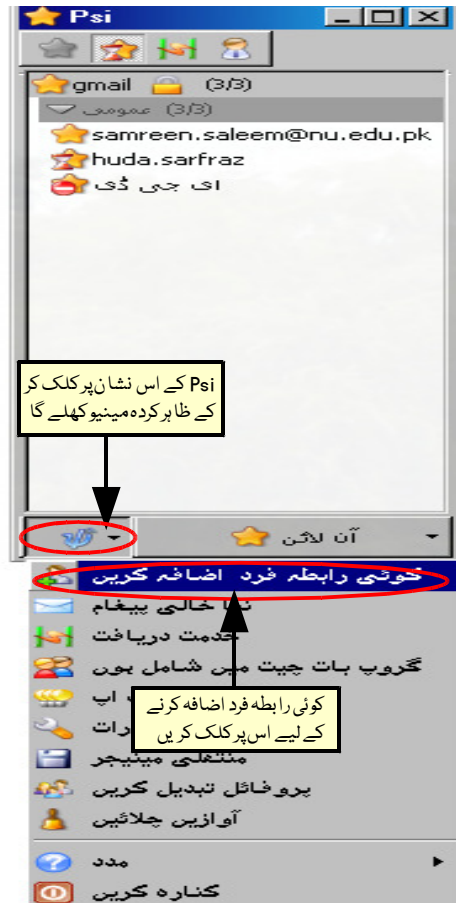 Psi
gmail (3/3)
عمومی (3/3)
samreen.saleem@nu.edu.pk
huda.sarfraz
ای جی ڈی
Psi کے اس نشان پر کلک کر
کے ظاہر کردہ مینیو کھلے گا
آن لائن
کوئی رابطہ فرد اضافہ کریں
نیا خالی پیغام
خدمت دریافت
گروپ بات چیت میں شامل ہوں
اپ
کوئی رابطہ فرد اضافہ کرنے
کے لیے اس پر کلک کریں
رات
منتقلی مینیجر
پروفائل تبدیل کریں
آوازیں چلائیں
مدد
کنارہ کریں